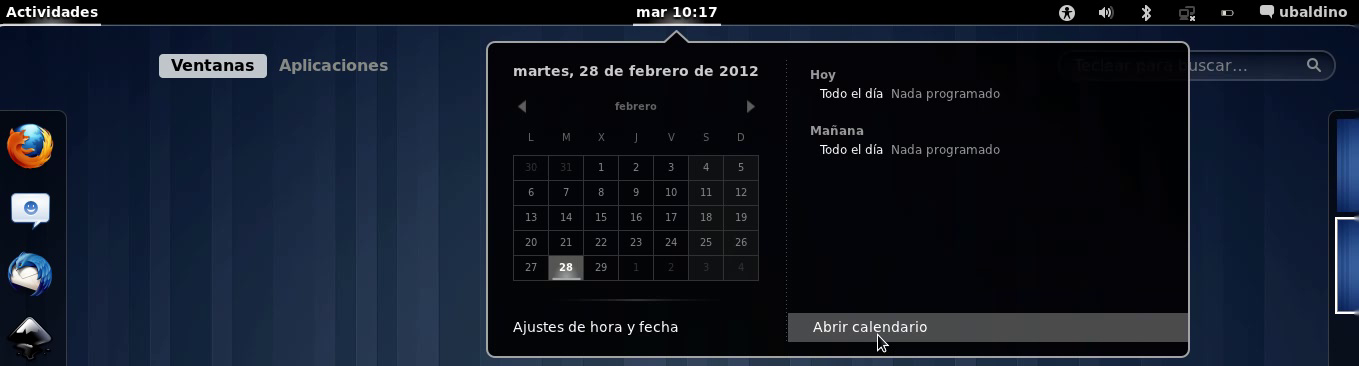 Actividades
mar 10:17
ubaldino
Ventanas
Aplicaciones
Teclear para buscar...
martes, 28 de febrero de 2012
febrero
L M X J V S D
30 31 1 2 3 4 5
6 7 8 9 10 11 12
13 14 15 16 17 18 19
20 21 22 23 24 25 26
27 28 29 1 2 3 4
Ajustes de hora y fecha
Hoy
Todo el día Nada programado
Mañana
Todo el día Nada programado
Abrir calendario